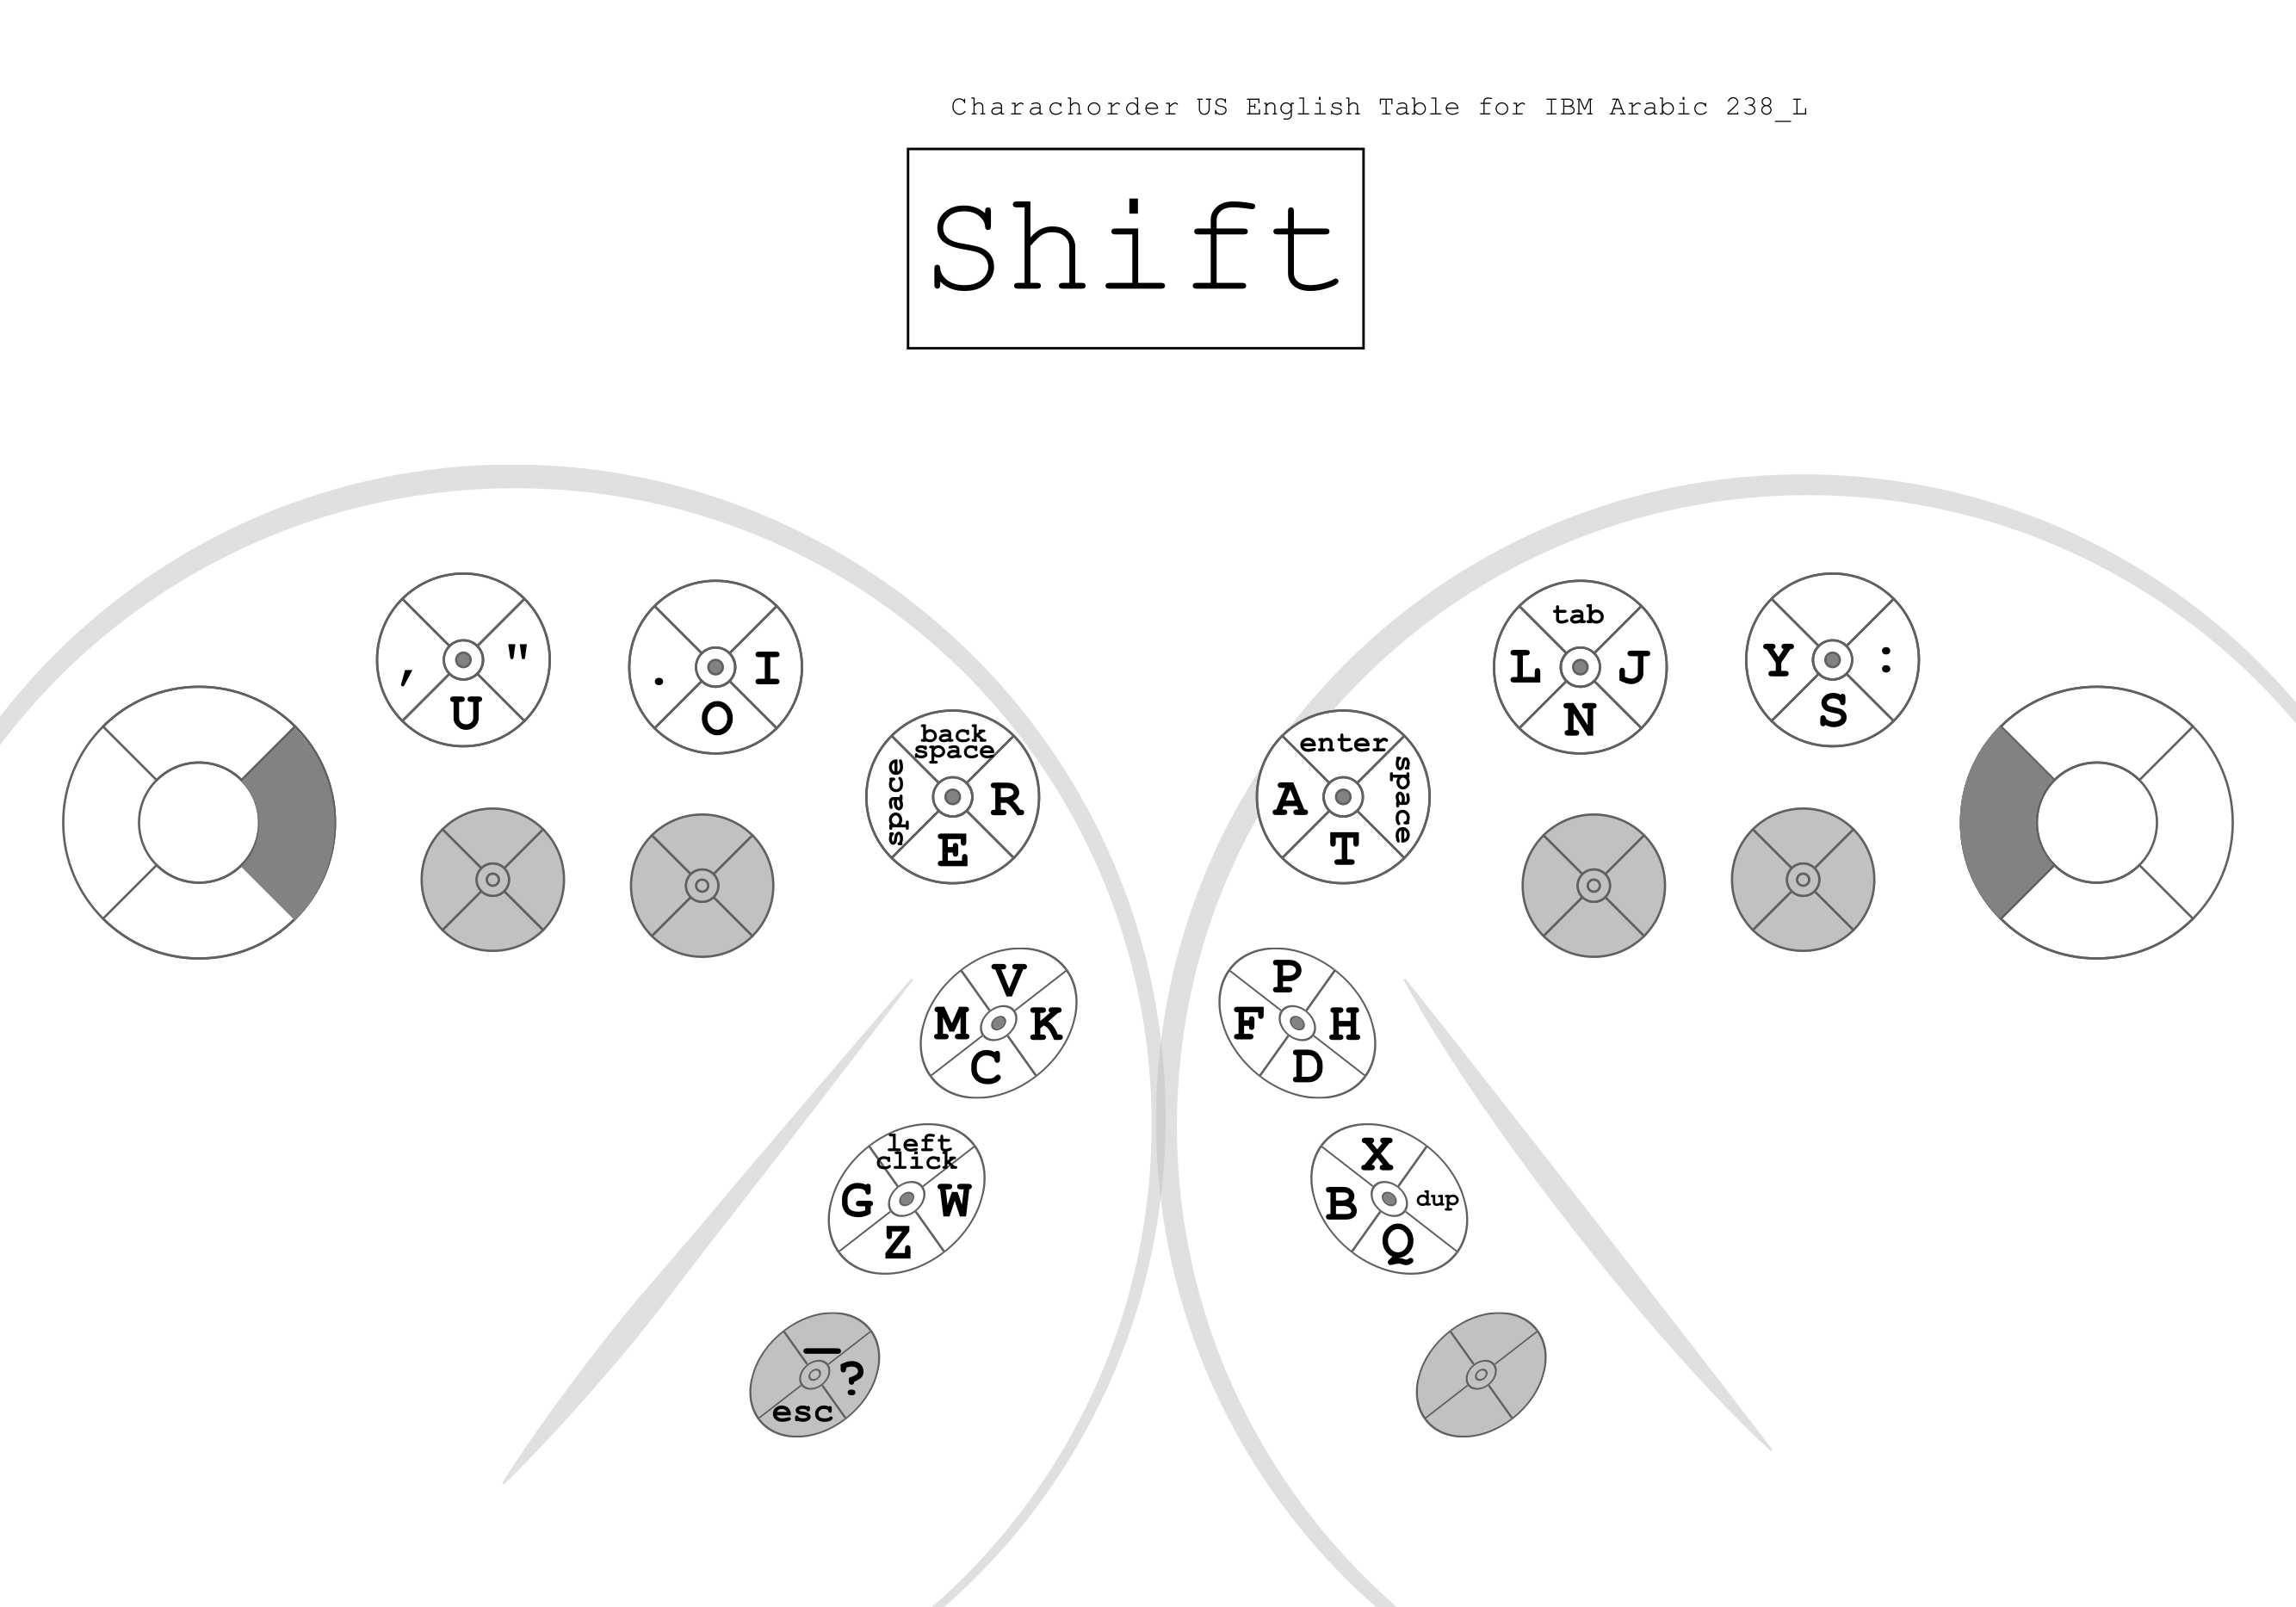 Charachorder US English Table for IBM Arabic 238_L
Shift
, " U
. I O
back
space
space R E
enter
A space T
tab
L J N
Y : S
V
M K
C
P
F H
D
left
click
G W
Z
X
B dup
Q
_
?
esc